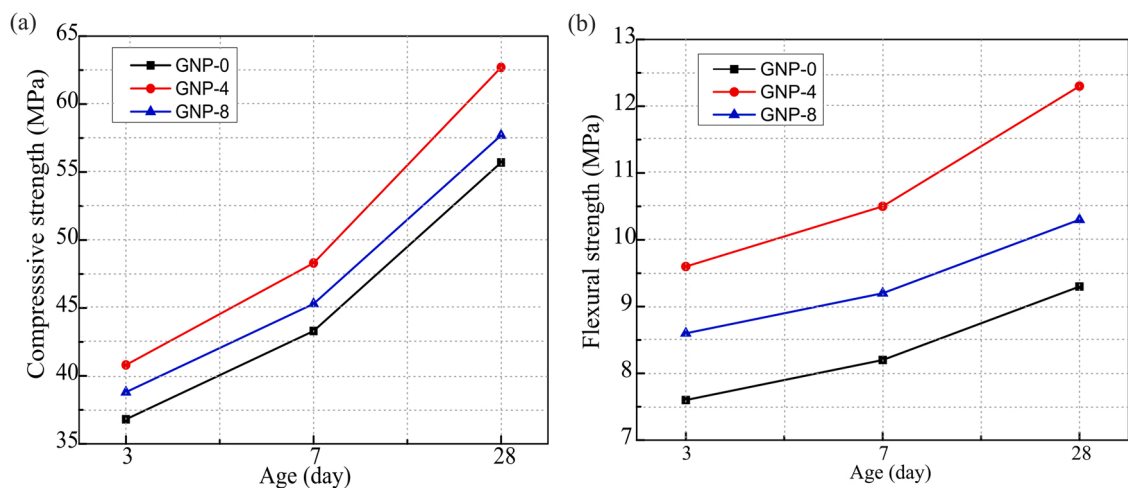 (a)
Compresssive strength (MPa)
65
60
55
50
45
40
35
GNP-0
GNP-4
GNP-8
3
7
28
Age (day)
(b)
Flexural strength (MPa)
13
12
11
10
9
8
7
GNP-0
GNP-4
GNP-8
3
7
28
Age (day)